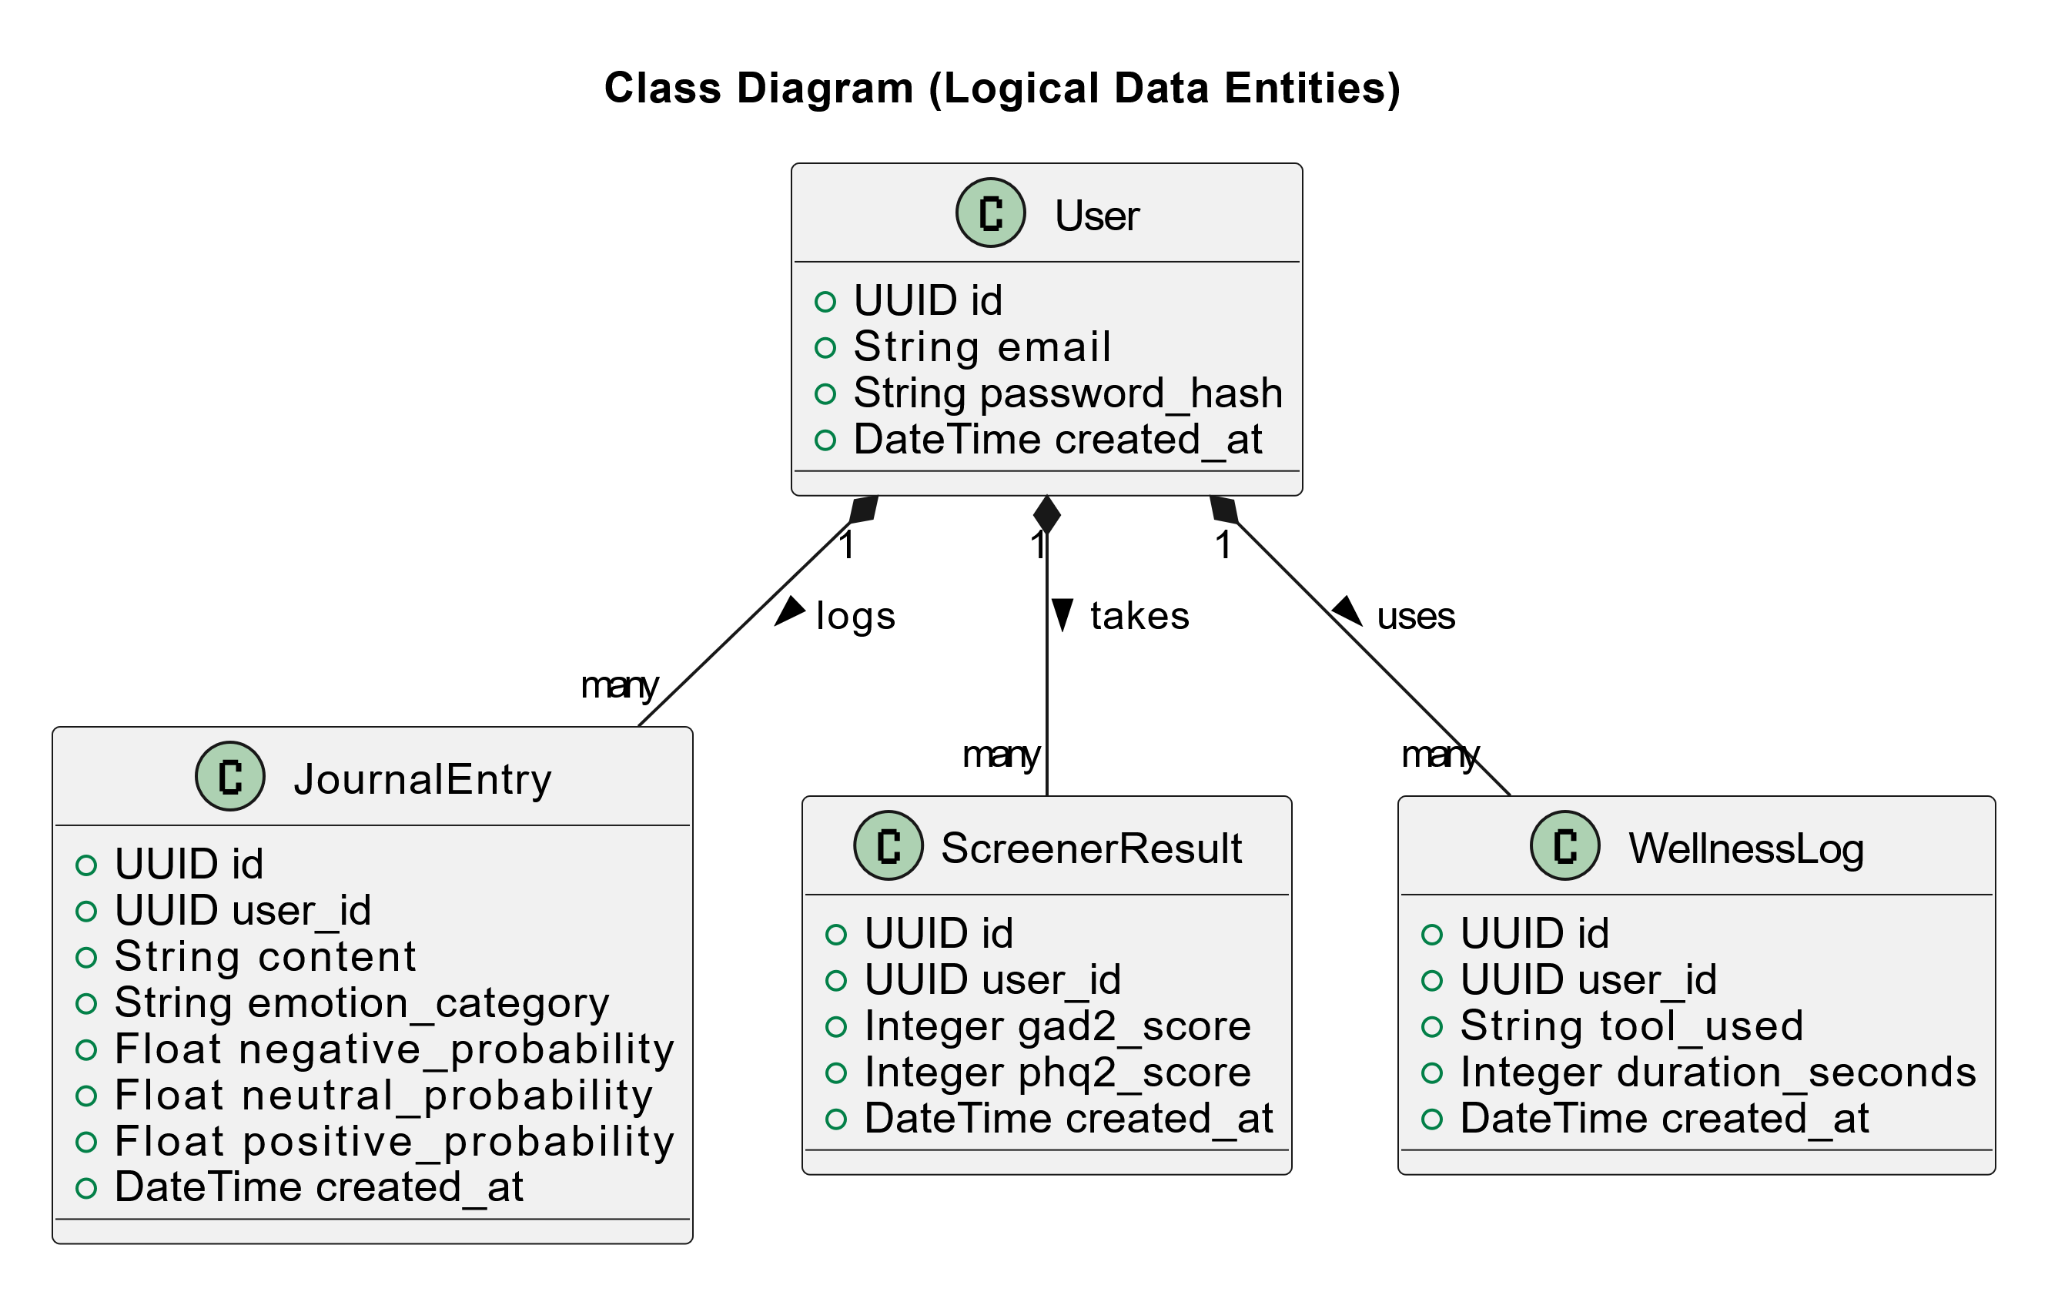 Class Diagram (Logical Data Entities)
C User
UUID id
String email
String password_hash
DateTime created_at
1
1
1
logs
takes
uses
many
many
many
C JournalEntry
UUID id
UUID user_id
String content
String emotion_category
Float negative_probability
Float neutral_probability
Float positive_probability
DateTime created_at
C ScreenerResult
UUID id
UUID user_id
Integer gad2_score
Integer phq2_score
DateTime created_at
C WellnessLog
UUID id
UUID user_id
String tool_used
Integer duration_seconds
DateTime created_at